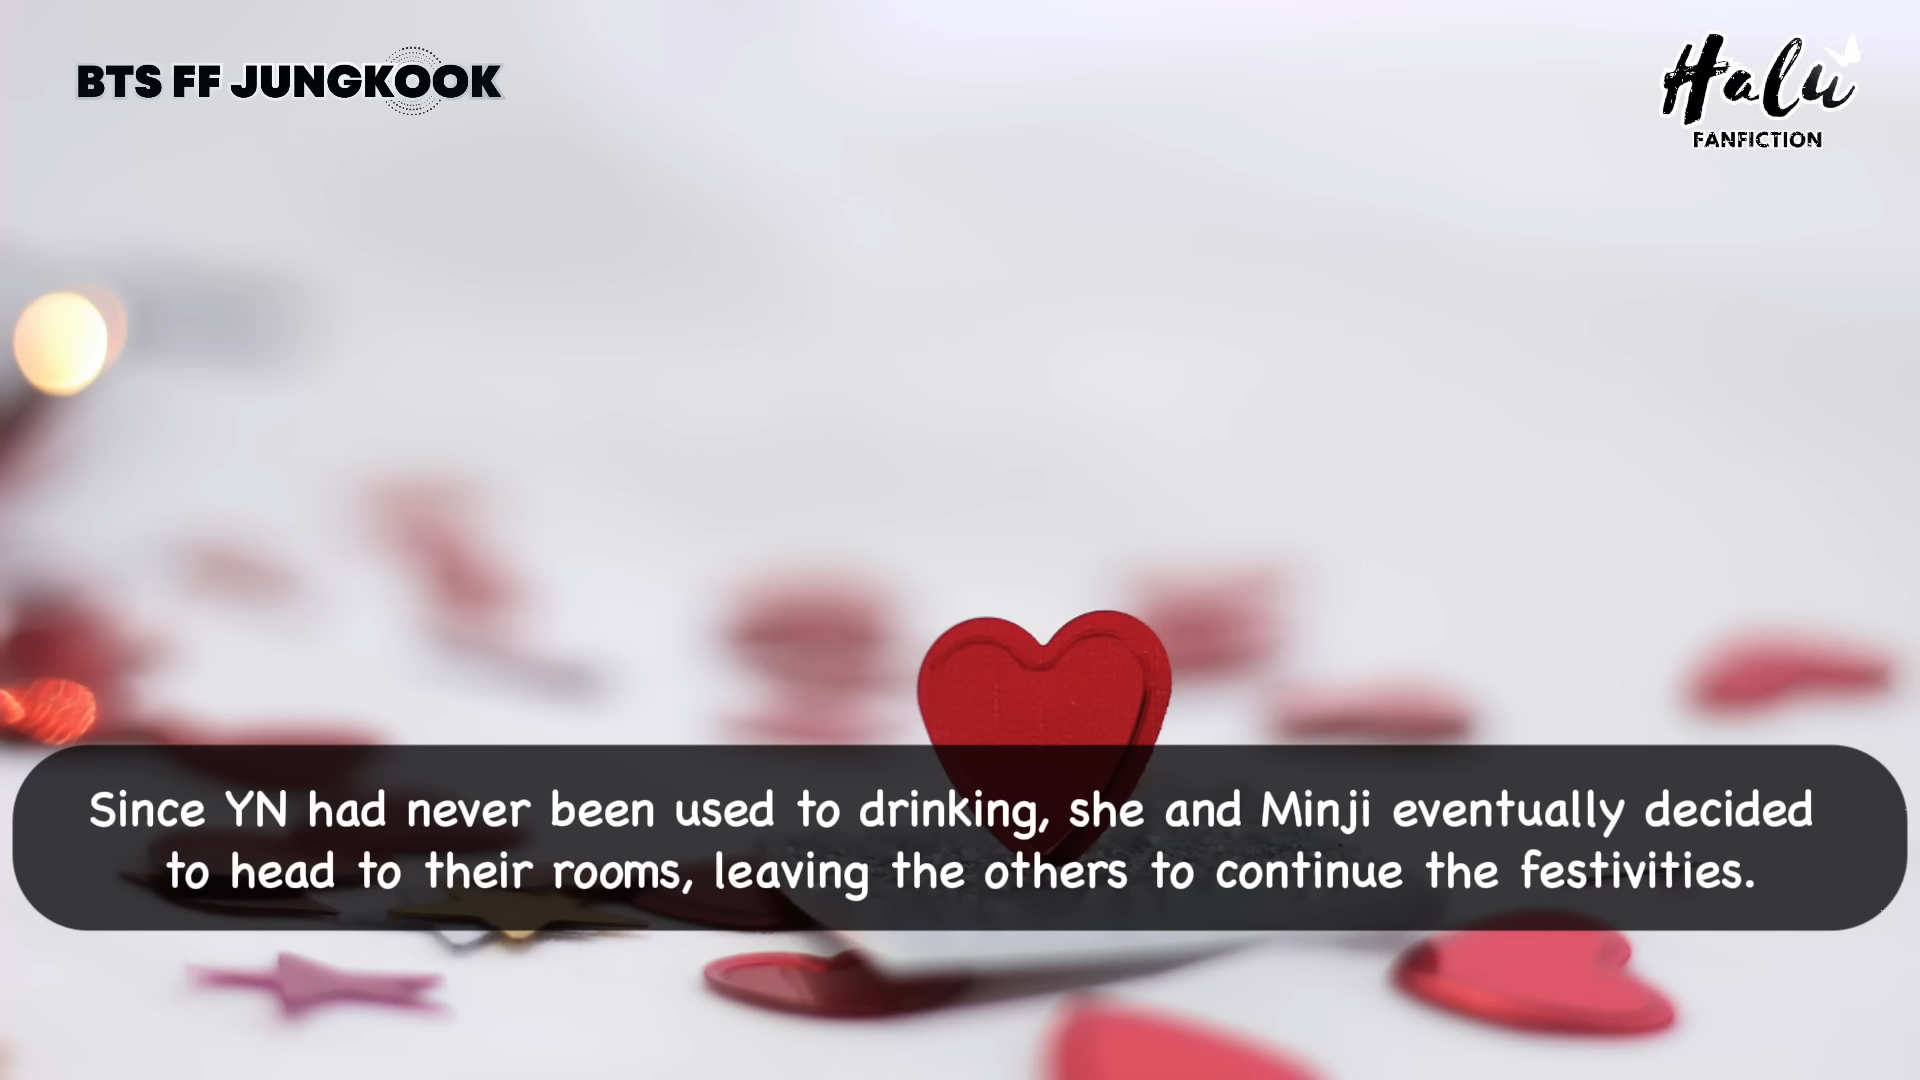 BTS FF JUNGKOOK
Halu
FANFICTION
Since YN had never been used to drinking, she and Minji eventually decided
to head to their rooms, leaving the others to continue the festivities.